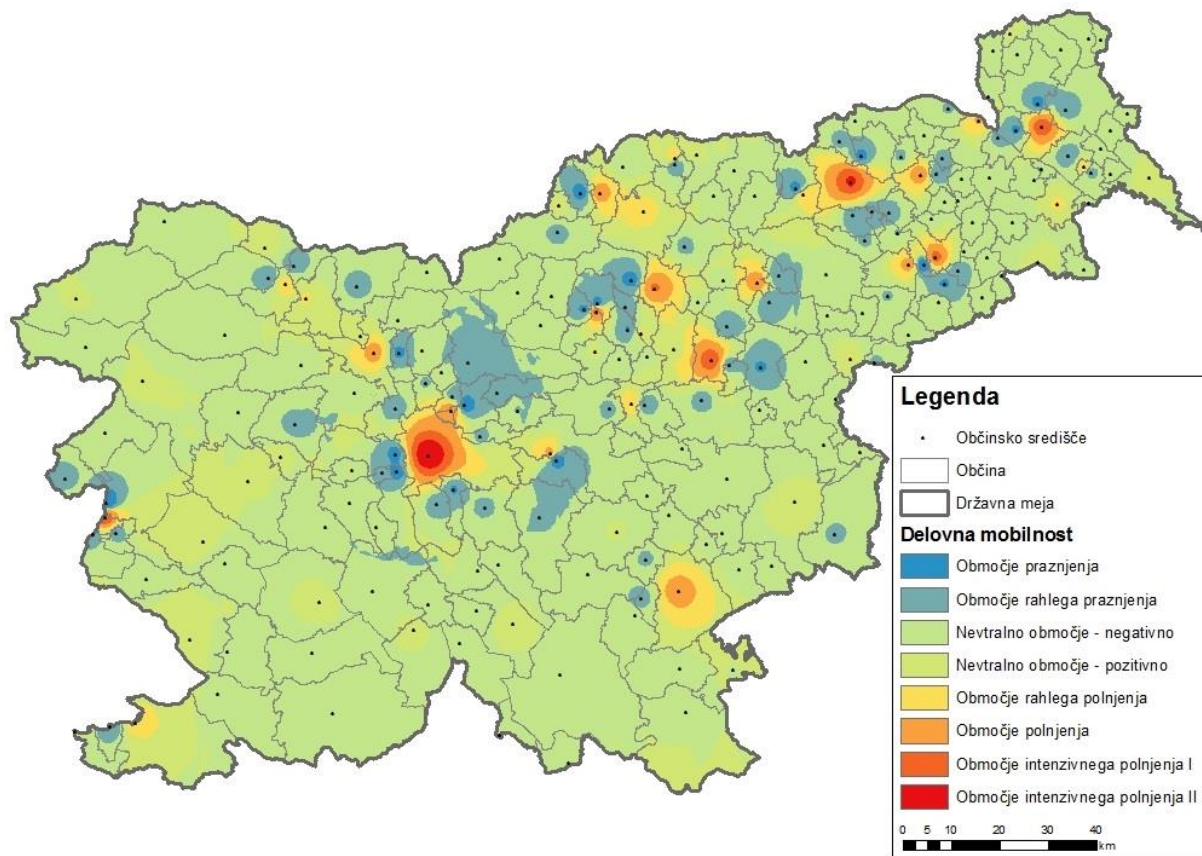 Legenda
Občinsko središče
Občina
Državna meja
Delovna mobilnost
Območje praznjenja
Območje rahlega praznjenja
Nevtralno območje - negativno
Nevtralno območje - pozitivno
Območje rahlega polnjenja
Območje polnjenja
Območje intenzivnega polnjenja I
Območje intenzivnega polnjenja II
0 5 10 20 30 40
km